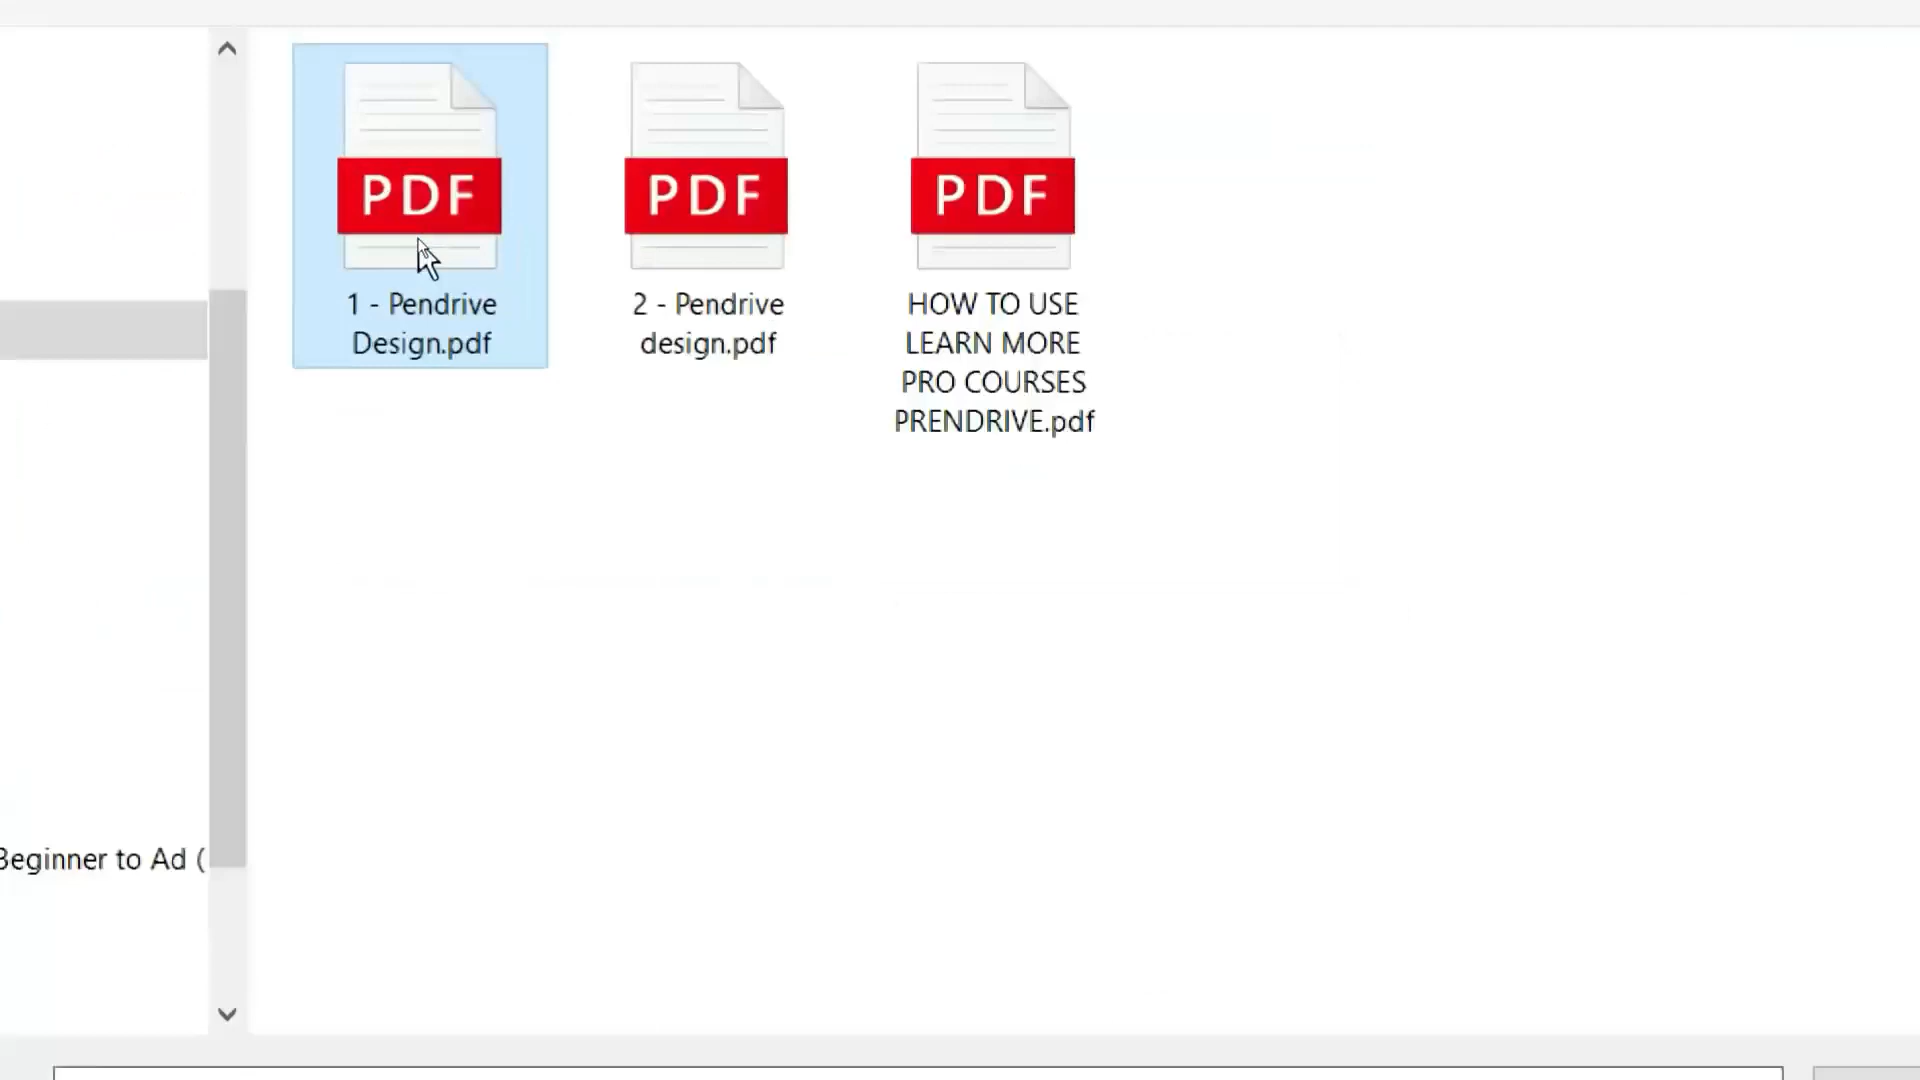 PDF
PDF
PDF
1 - Pendrive
Design.pdf
2 - Pendrive
design.pdf
HOW TO USE
LEARN MORE
PRO COURSES
PRENDRIVE.pdf
Beginner to Ad (